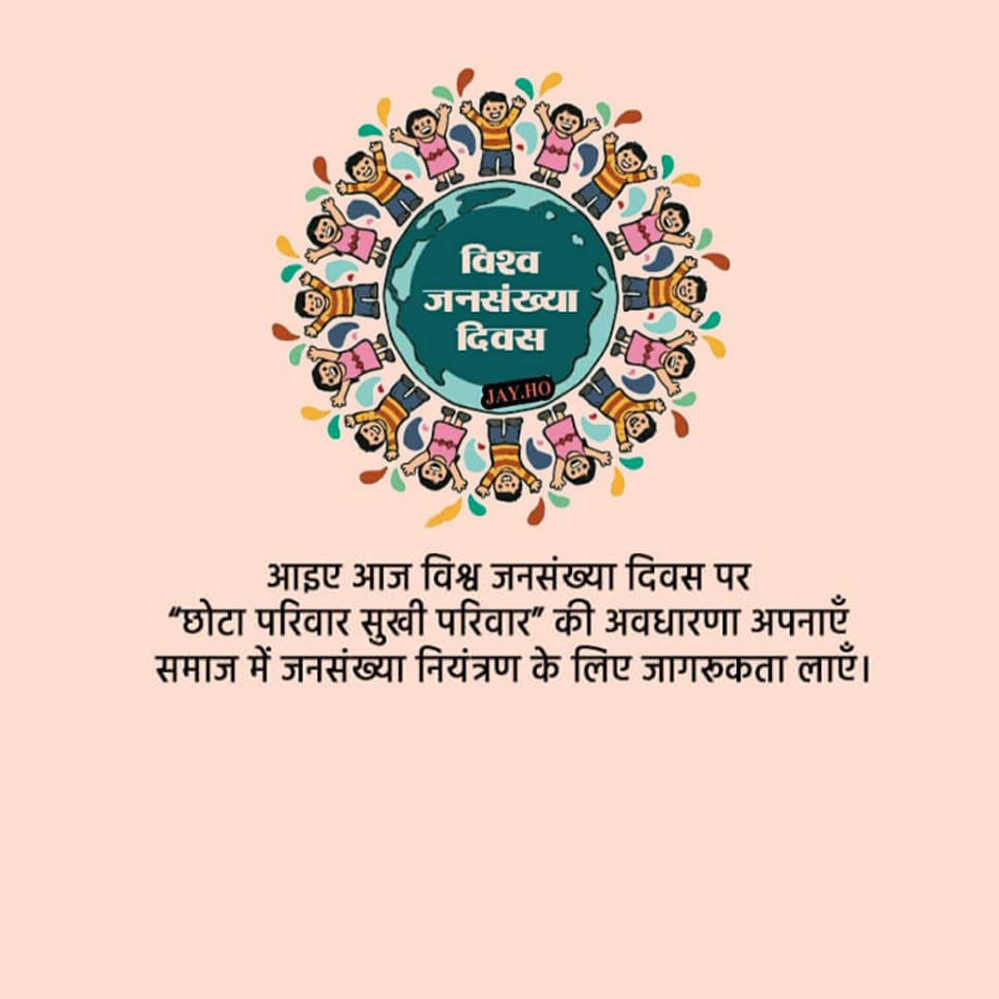 विश्व
जनसंख्या
दिवस
JAY.HO
आइए आज विश्व जनसंख्या दिवस पर
“छोटा परिवार सुखी परिवार” की अवधारणा अपनाएँ
समाज में जनसंख्या नियंत्रण के लिए जागरूकता लाएँ।